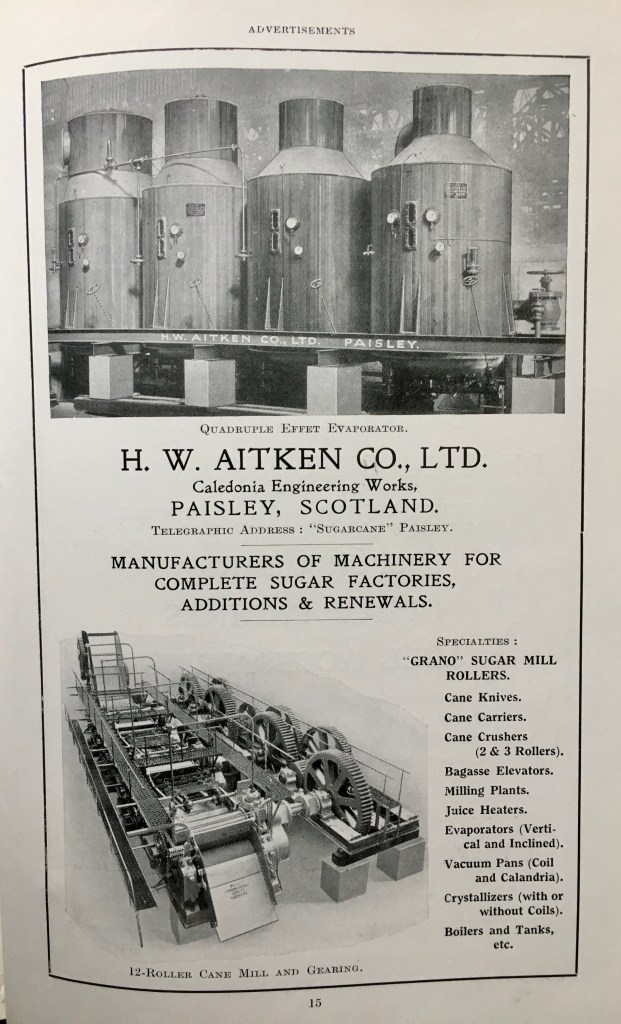 ADVERTISEMENTS
H.W. AITKEN CO., LTD. PAISLEY.
QUADRUPLE EFFET EVAPORATOR.
H. W. AITKEN CO., LTD.
Caledonia Engineering Works,
PAISLEY, SCOTLAND.
TELEGRAPHIC ADDRESS : "SUGARCANE" PAISLEY.
MANUFACTURERS OF MACHINERY FOR
COMPLETE SUGAR FACTORIES,
ADDITIONS & RENEWALS.
SPECIALTIES :
"GRANO" SUGAR MILL
ROLLERS.
Cane Knives.
Cane Carriers.
Cane Crushers
(2 & 3 Rollers).
Bagasse Elevators.
Milling Plants.
Juice Heaters.
Evaporators (Verti-
cal and Inclined).
Vacuum Pans (Coil
and Calandria).
Crystallizers (with or
without Coils).
Boilers and Tanks,
etc.
12-ROLLER CANE MILL AND GEARING.
15